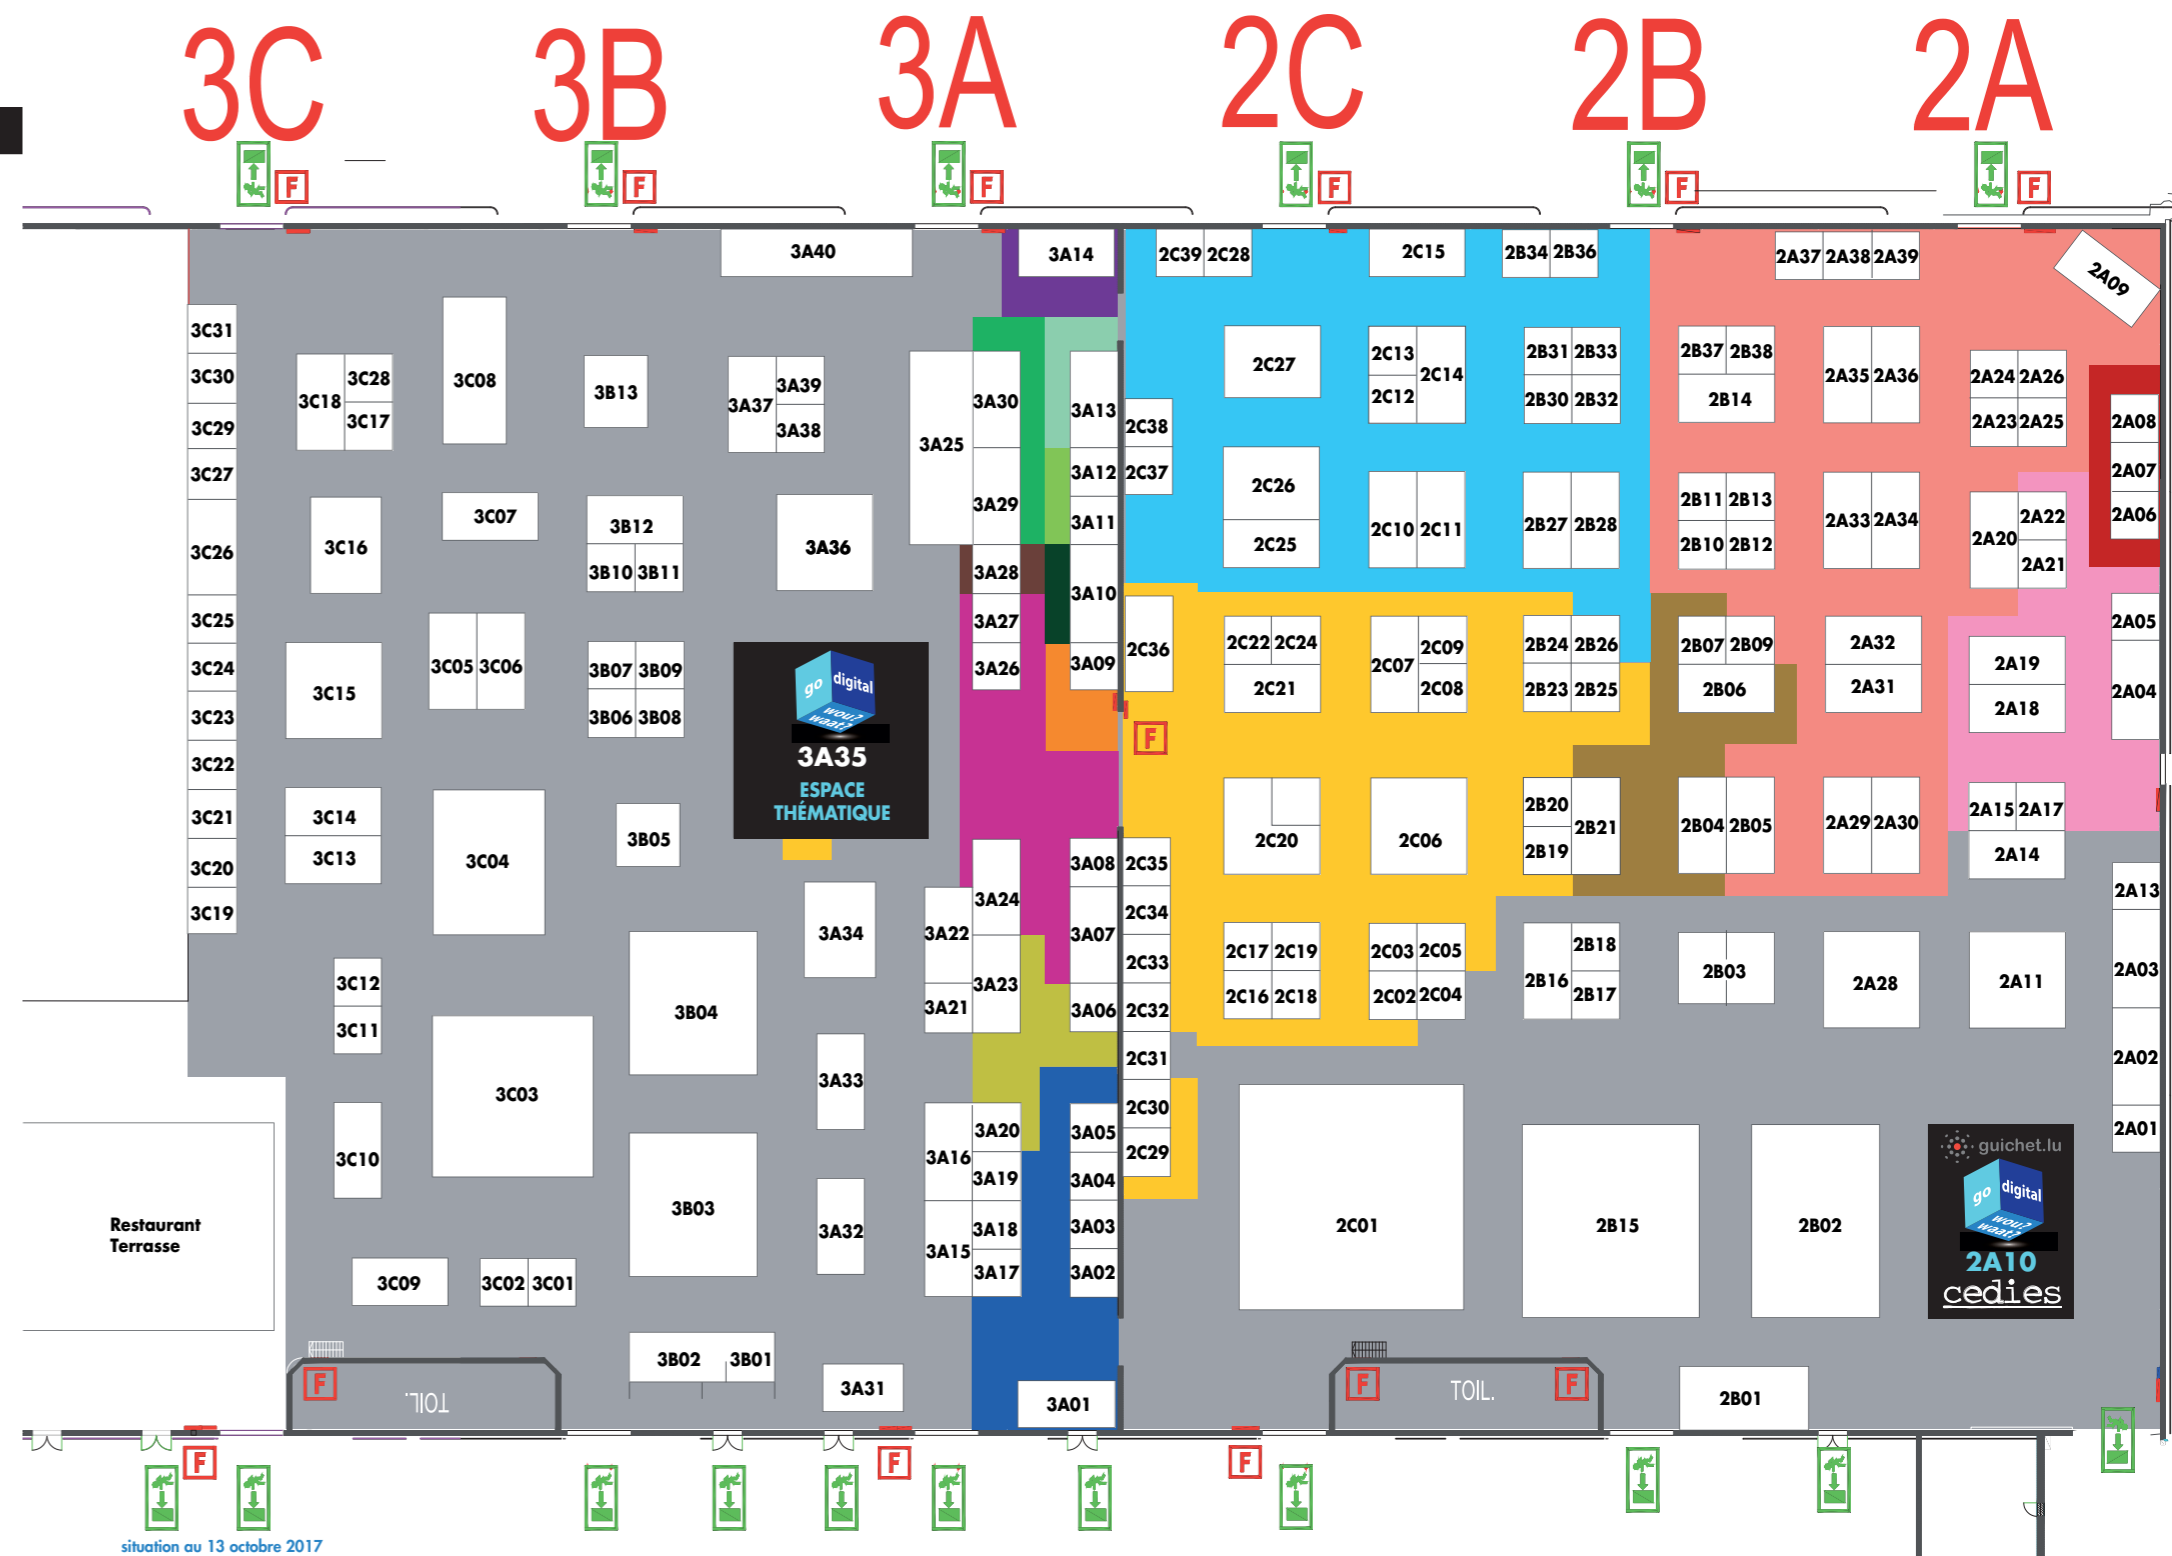 3C 3B 3A 2C 2B 2A
F F F F F F
3A40 3A14 2C39 2C28 2C15 2B34 2B36 2A37 2A38 2A39 2A09
3C31
3C30
3C29
3C27
3C26
3C25
3C24
3C23
3C22
3C21
3C20
3C19
3C18 3C28
3C17
3C08
3B13
3A37 3A39
3A38
3C16
3C07
3B12
3B10 3B11
3A36
3C15
3C05 3C06
3B07 3B09
3B06 3B08
go digital
wou?
waat?
3A35
ESPACE
THÉMATIQUE
3C14
3C13
3C04
3B05
3A34
3C12
3C11
3C03
3B04
3A33
3C10
3B03
3A32
Restaurant
Terrasse
3C09
3C02 3C01
3B02 3B01
3A31
F
TOIL.
3A25
3A30
3A29
3A28
3A27
3A26
3A24
3A22
3A23
3A21
3A20
3A16
3A19
3A18
3A15
3A17
3A13
3A12
3A11
3A10
3A09
3A08
3A07
3A06
3A05
3A04
3A03
3A02
3A01
2C38
2C37
2C36
F
2C35
2C34
2C33
2C32
2C31
2C30
2C29
2C27
2C13
2C12
2C14
2B31 2B33
2B30 2B32
2C26
2C25
2C10 2C11
2B27 2B28
2C22 2C24
2C21
2C07
2C09
2C08
2B24 2B26
2B23 2B25
2C20
2C06
2B20
2B19
2B21
2C17 2C19
2C16 2C18
2C03 2C05
2C02 2C04
2B16
2B18
2B17
2C01
2B15
2B02
F TOIL. F
2B01
2B37 2B38
2B14
2A35 2A36
2A24 2A26
2A23 2A25
2A08
2A07
2A06
2B11 2B13
2B10 2B12
2A33 2A34
2A20
2A22
2A21
2B07 2B09
2B06
2A32
2A31
2A19
2A18
2A05
2A04
2B04 2B05
2A29 2A30
2A15 2A17
2A14
2A13
2B03
2A28
2A11
2A03
2A02
2A01
guichet.lu
go digital
wou?
waat?
2A10
cedies
F F F
situation au 13 octobre 2017